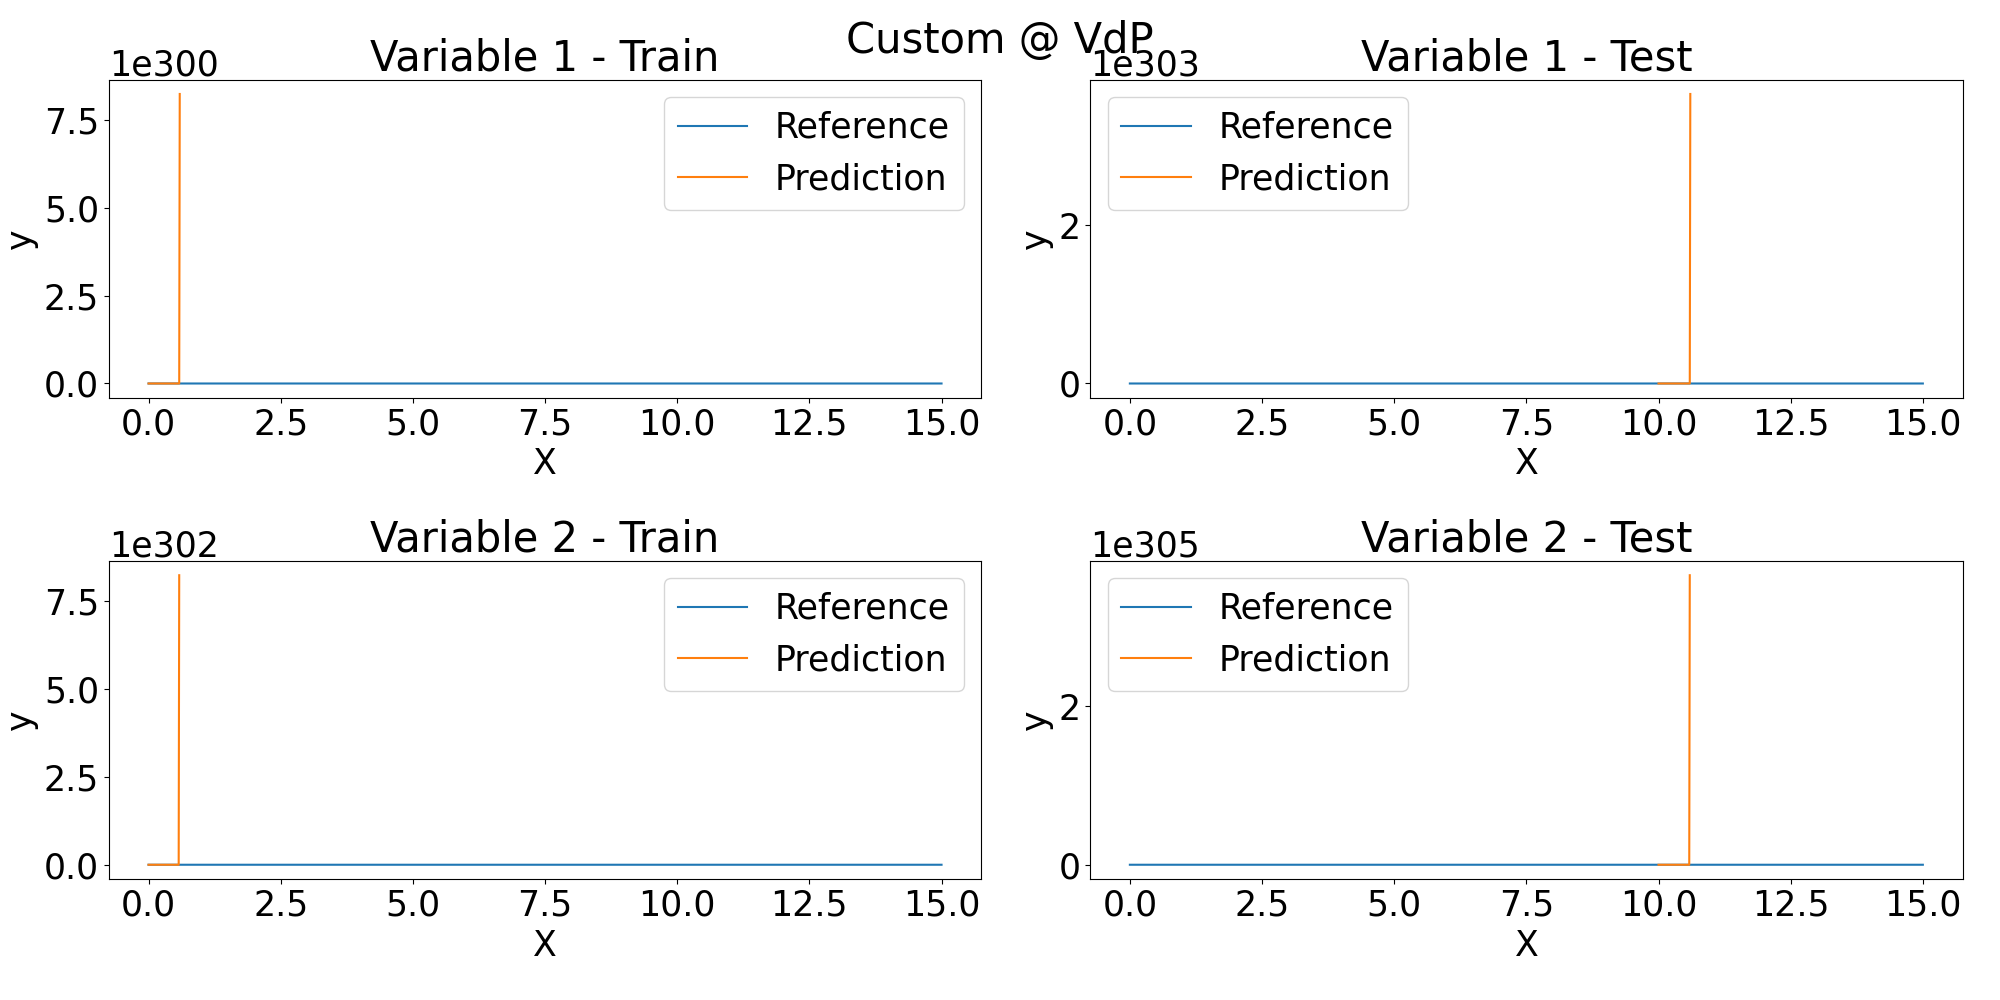 Custom @ VdP
Variable 1 - Train
1e300
7.5
5.0
2.5
0.0
y
Reference
Prediction
0.0 2.5 5.0 7.5 10.0 12.5 15.0
X
Variable 1 - Test
1e303
2
0
y
Reference
Prediction
0.0 2.5 5.0 7.5 10.0 12.5 15.0
X
Variable 2 - Train
1e302
7.5
5.0
2.5
0.0
y
Reference
Prediction
0.0 2.5 5.0 7.5 10.0 12.5 15.0
X
Variable 2 - Test
1e305
2
0
y
Reference
Prediction
0.0 2.5 5.0 7.5 10.0 12.5 15.0
X